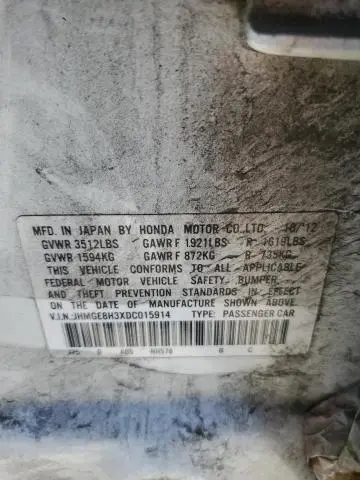 MFD. IN JAPAN BY HONDA MOTOR CO.,LTD. 10/12
GVWR 3512LBS GAWR F 1921LBS R 1619LBS
GVWR 1594KG GAWR F 872KG R 735KG
THIS VEHICLE CONFORMS TO ALL APPLICABLE
FEDERAL MOTOR VEHICLE SAFETY, BUMPER,
AND THEFT PREVENTION STANDARDS IN EFFECT
ON THE DATE OF MANUFACTURE SHOWN ABOVE.
V.I.N. JHMGE8H3XDC015914 TYPE: PASSENGER CAR
NH578